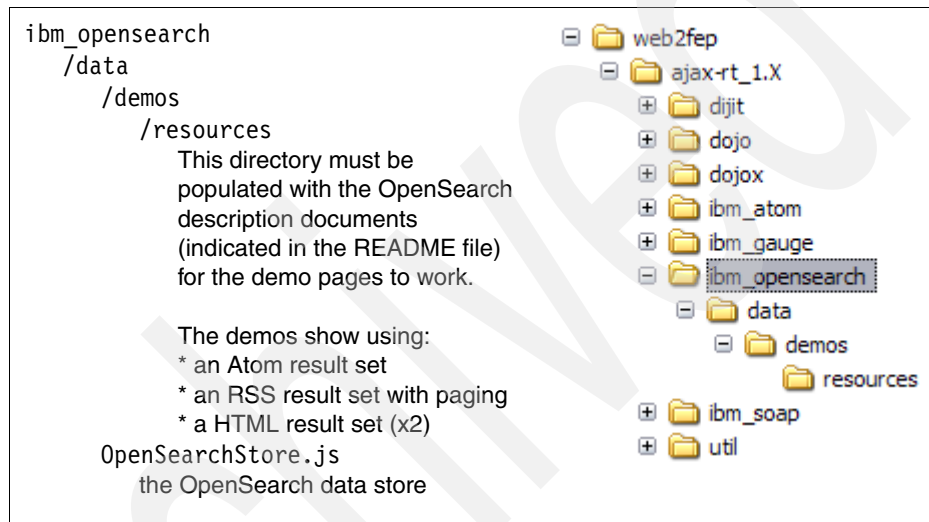 ibm_opensearch
/data
/demos
/resources
This directory must be
populated with the OpenSearch
description documents
(indicated in the README file)
for the demo pages to work.
The demos show using:
* an Atom result set
* an RSS result set with paging
* a HTML result set (x2)
OpenSearchStore.js
the OpenSearch data store
web2fep
ajax-rt_1.X
dijit
dojo
dojox
ibm_atom
ibm_gauge
ibm_opensearch
data
demos
resources
ibm_soap
util